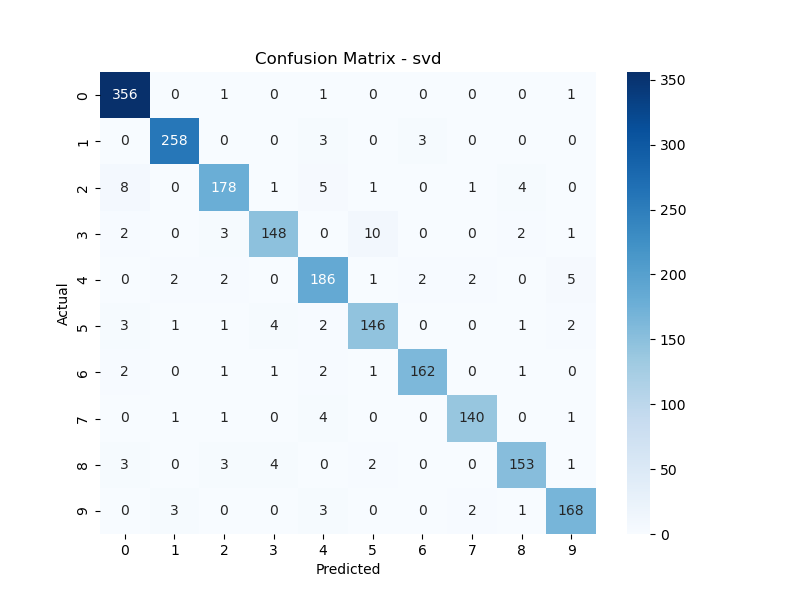 Confusion Matrix - svd
0 356 0 1 0 1 0 0 0 0 1
1 0 258 0 0 3 0 3 0 0 0
2 8 0 178 1 5 1 0 1 4 0
3 2 0 3 148 0 10 0 0 2 1
4 0 2 2 0 186 1 2 2 0 5
5 3 1 1 4 2 146 0 0 1 2
6 2 0 1 1 2 1 162 0 1 0
7 0 1 1 0 4 0 0 140 0 1
8 3 0 3 4 0 2 0 0 153 1
9 0 3 0 0 3 0 0 2 1 168
0 1 2 3 4 5 6 7 8 9
Predicted
Actual
350
300
250
200
150
100
50
0